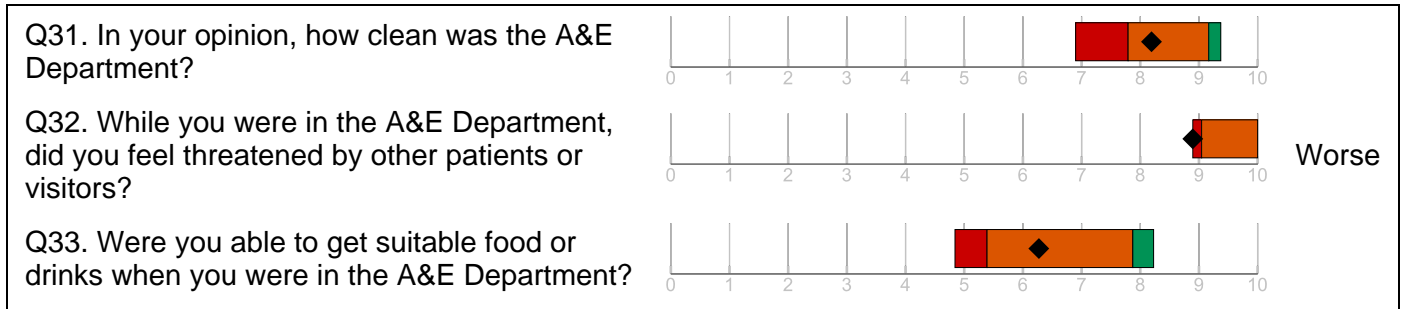 Q31. In your opinion, how clean was the A&E
Department?
0 1 2 3 4 5 6 7 8 9 10
Q32. While you were in the A&E Department,
did you feel threatened by other patients or
visitors?
0 1 2 3 4 5 6 7 8 9 10
Worse
Q33. Were you able to get suitable food or
drinks when you were in the A&E Department?
0 1 2 3 4 5 6 7 8 9 10